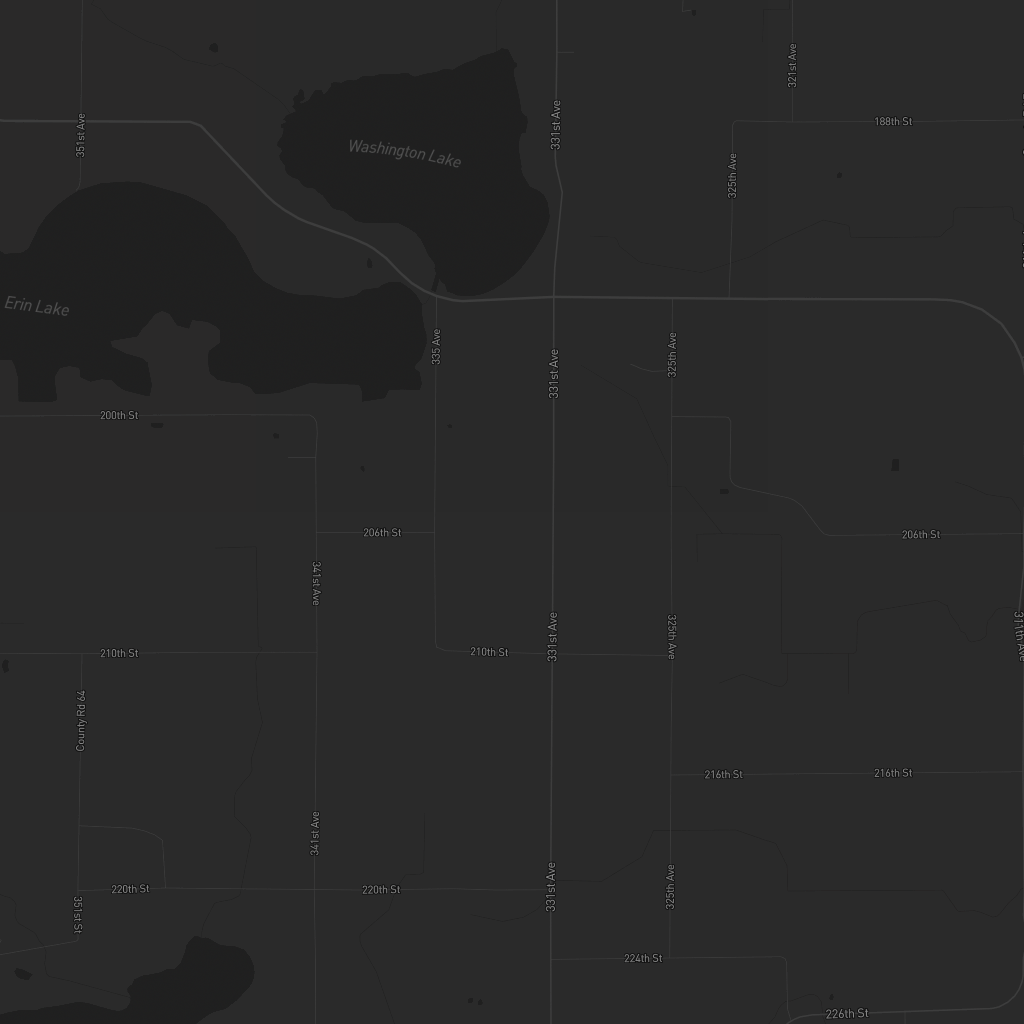 321st Ave
331st Ave
188th St
351st Ave
Washington Lake
325th Ave
Erin Lake
335 Ave
325th Ave
331st Ave
200th St
206th St
206th St
341st Ave
331st Ave
325th Ave
311th Ave
210th St
210th St
County Rd 64
216th St
216th St
341st Ave
220th St
220th St
331st Ave
325th Ave
351st St
224th St
226th St